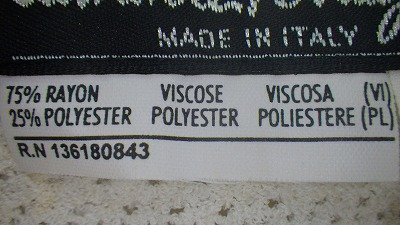 MADE IN ITALY
75% RAYON VISCOSE VISCOSA (VI)
25% POLYESTER POLYESTER POLIESTERE (PL)
R.N 136180843